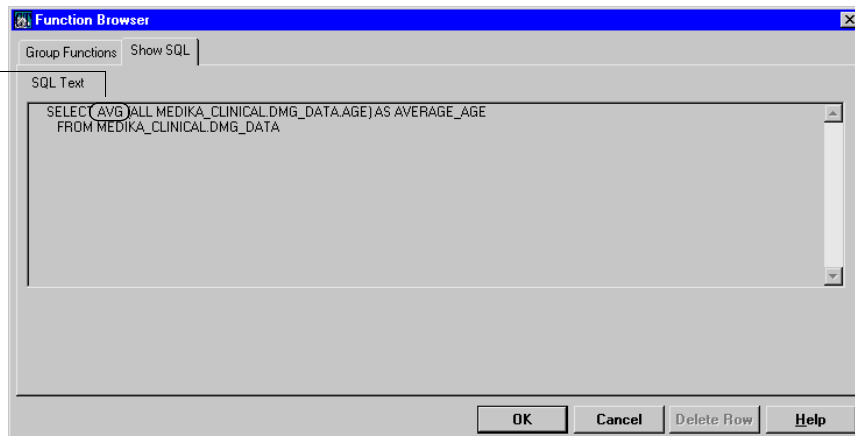 Function Browser
Group Functions Show SQL
SQL Text
SELECT AVG (ALL MEDIKA_CLINICAL.DMG_DATA.AGE) AS AVERAGE_AGE
FROM MEDIKA_CLINICAL.DMG_DATA
OK Cancel Delete Row Help